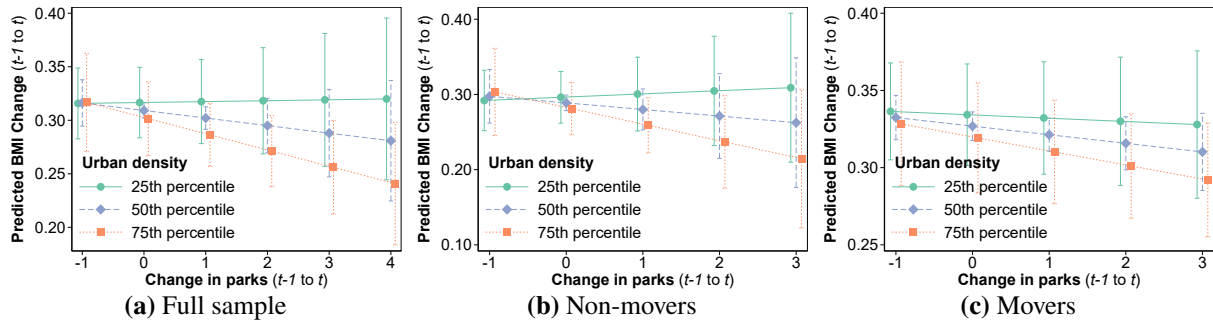 Predicted BMI Change (t-1 to t)
0.35
0.30
0.25
0.20
Urban density
25th percentile
50th percentile
75th percentile
-1 0 1 2 3 4
Change in parks (t-1 to t)
(a) Full sample
Predicted BMI Change (t-1 to t)
0.40
0.30
0.20
0.10
Urban density
25th percentile
50th percentile
75th percentile
-1 0 1 2 3
Change in parks (t-1 to t)
(b) Non-movers
Predicted BMI Change (t-1 to t)
0.40
0.35
0.30
0.25
Urban density
25th percentile
50th percentile
75th percentile
-1 0 1 2 3
Change in parks (t-1 to t)
(c) Movers